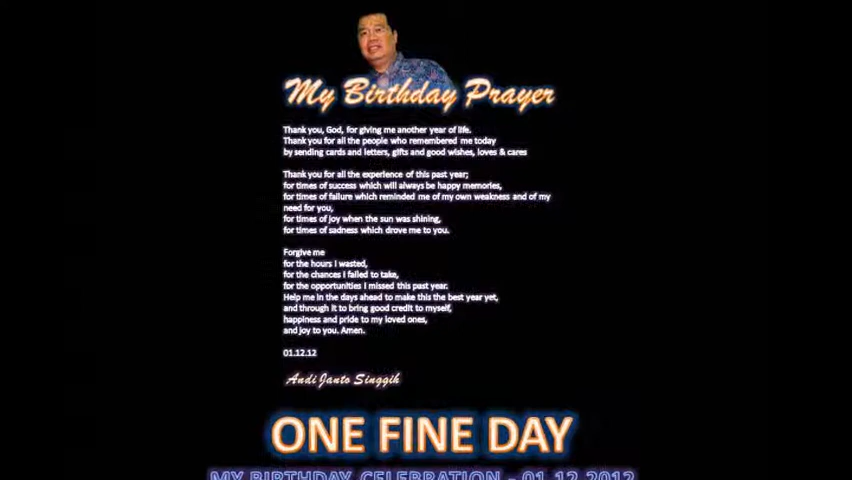 My Birthday Prayer
Thank you, God, for giving me another year of life.
Thank you for all the people who remembered me today
by sending cards and letters, gifts and good wishes, loves & cares
Thank you for all the experience of this past year;
for times of success which will always be happy memories,
for times of failure which reminded me of my own weakness and of my
need for you,
for times of joy when the sun was shining,
for times of sadness which drove me to you.
Forgive me
for the hours I wasted,
for the chances I failed to take,
for the opportunities I missed this past year.
Help me in the days ahead to make this the best year yet,
and through it to bring good credit to myself,
happiness and pride to my loved ones,
and joy to you. Amen.
01.12.12
Andi Janto Singgih
ONE FINE DAY
MY BIRTHDAY CELEBRATION - 01.12.2012